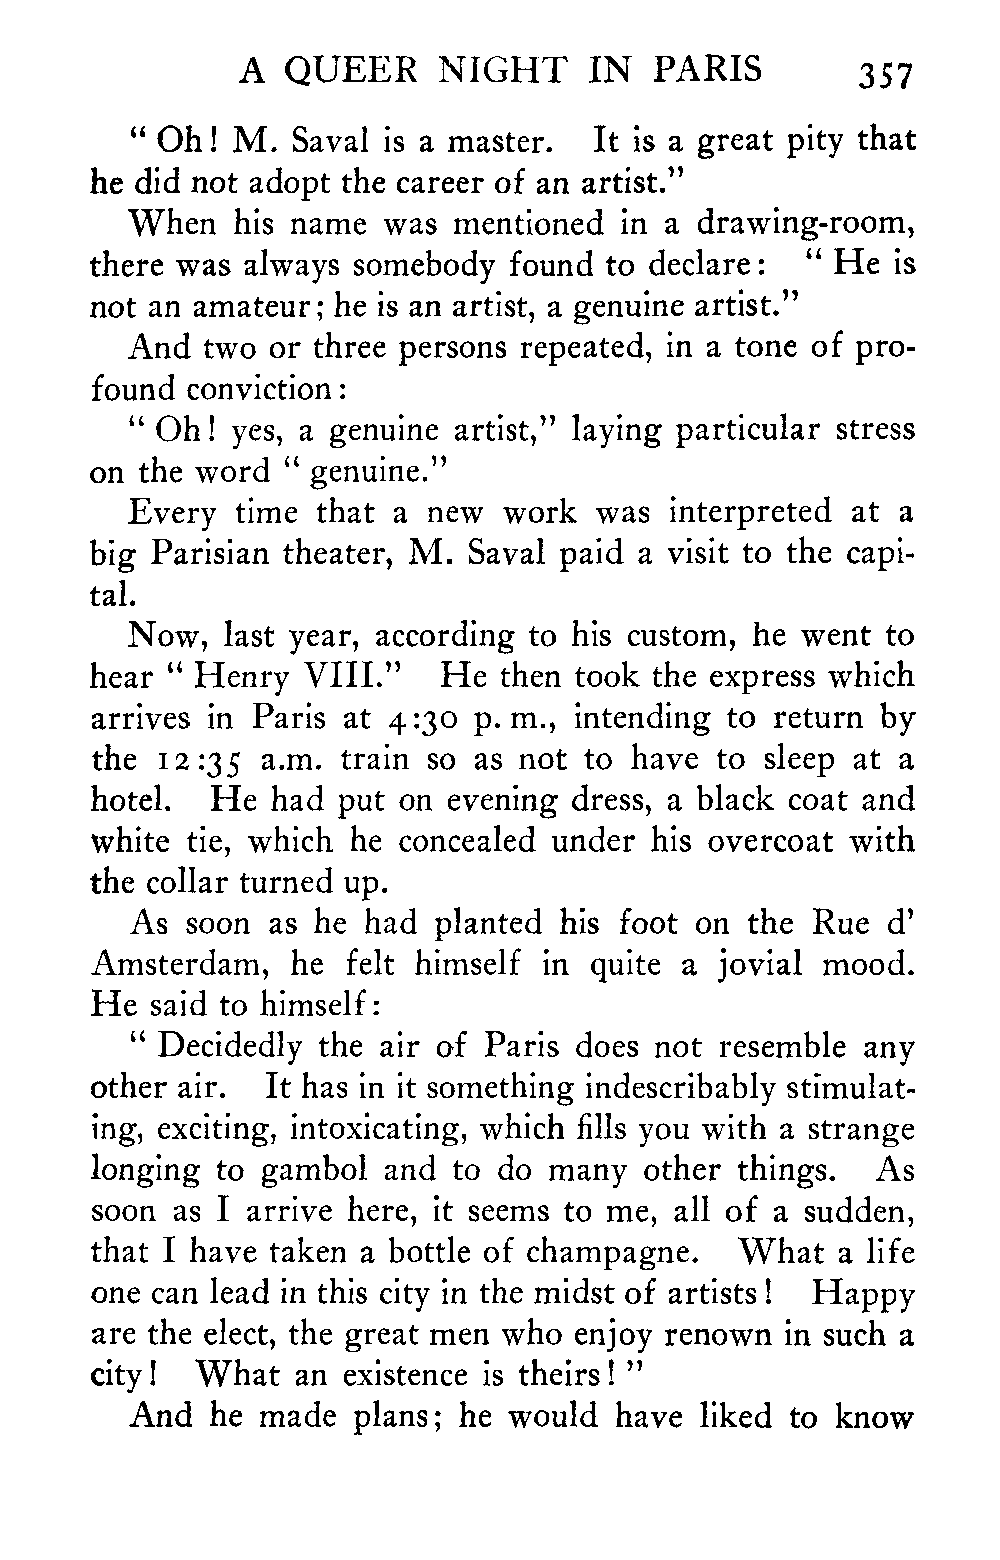 A QUEER NIGHT IN PARIS 357
“ Oh! M. Saval is a master. It is a great pity that
he did not adopt the career of an artist.”
When his name was mentioned in a drawing-room,
there was always somebody found to declare: “ He is
not an amateur; he is an artist, a genuine artist.”
And two or three persons repeated, in a tone of pro-
found conviction:
“ Oh! yes, a genuine artist,” laying particular stress
on the word “ genuine.”
Every time that a new work was interpreted at a
big Parisian theater, M. Saval paid a visit to the capi-
tal.
Now, last year, according to his custom, he went to
hear “ Henry VIII.” He then took the express which
arrives in Paris at 4:30 p. m., intending to return by
the 12:35 a.m. train so as not to have to sleep at a
hotel. He had put on evening dress, a black coat and
white tie, which he concealed under his overcoat with
the collar turned up.
As soon as he had planted his foot on the Rue d’
Amsterdam, he felt himself in quite a jovial mood.
He said to himself:
“ Decidedly the air of Paris does not resemble any
other air. It has in it something indescribably stimulat-
ing, exciting, intoxicating, which fills you with a strange
longing to gambol and to do many other things. As
soon as I arrive here, it seems to me, all of a sudden,
that I have taken a bottle of champagne. What a life
one can lead in this city in the midst of artists! Happy
are the elect, the great men who enjoy renown in such a
city! What an existence is theirs! ”
And he made plans; he would have liked to know